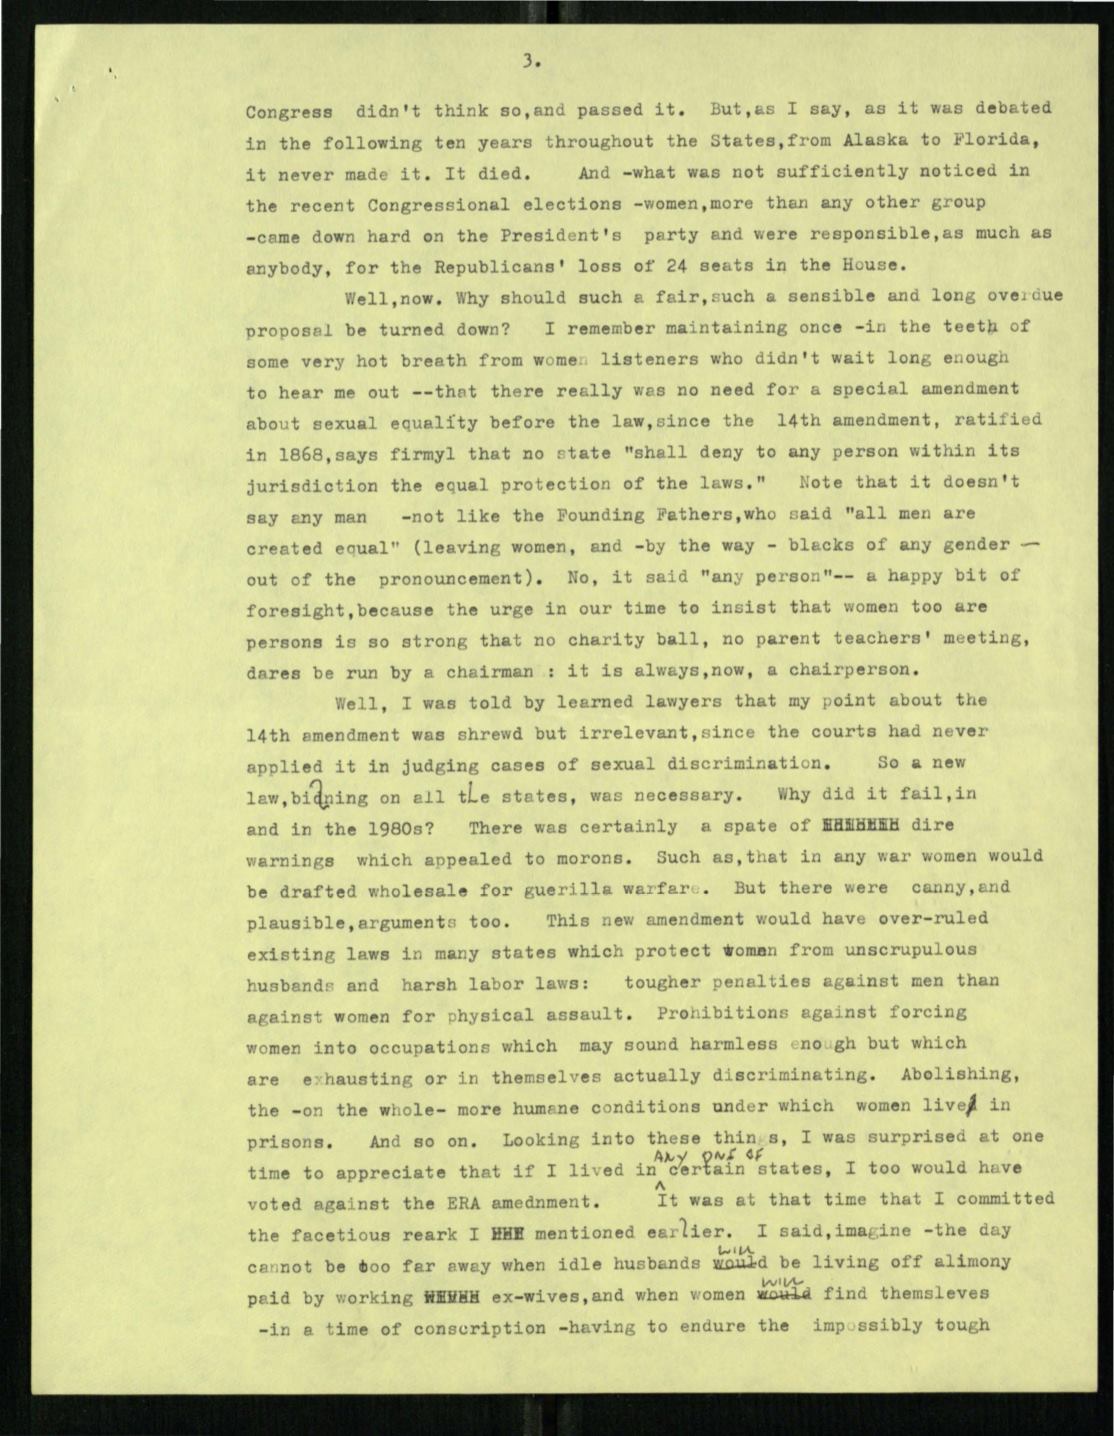 3.
Congress didn't think so,and passed it. But,as I say, as it was debated
in the following ten years throughout the States,from Alaska to Florida,
it never made it. It died. And -what was not sufficiently noticed in
the recent Congressional elections -women,more than any other group
-came down hard on the President's party and were responsible,as much as
anybody, for the Republicans' loss of 24 seats in the House.
Well,now. Why should such a fair,such a sensible and long overdue
proposal be turned down? I remember maintaining once -in the teeth of
some very hot breath from women listeners who didn't wait long enough
to hear me out --that there really was no need for a special amendment
about sexual equality before the law,since the 14th amendment, ratified
in 1868,says firmyl that no state "shall deny to any person within its
jurisdiction the equal protection of the laws." Note that it doesn't
say any man -not like the Founding Fathers,who said "all men are
created equal" (leaving women, and -by the way - blacks of any gender —
out of the pronouncement). No, it said "any person"-- a happy bit of
foresight,because the urge in our time to insist that women too are
persons is so strong that no charity ball, no parent teachers' meeting,
dares be run by a chairman : it is always,now, a chairperson.
Well, I was told by learned lawyers that my point about the
14th amendment was shrewd but irrelevant,since the courts had never
applied it in judging cases of sexual discrimination. So a new
law,bidning on all the states, was necessary. Why did it fail,in
and in the 1980s? There was certainly a spate of dire
warnings which appealed to morons. Such as,that in any war women would
be drafted wholesale for guerilla warfare. But there were canny,and
plausible,arguments too. This new amendment would have over-ruled
existing laws in many states which protect women from unscrupulous
husbands and harsh labor laws: tougher penalties against men than
against women for physical assault. Prohibitions against forcing
women into occupations which may sound harmless enough but which
are exhausting or in themselves actually discriminating. Abolishing,
the -on the whole- more humane conditions under which women live in
prisons. And so on. Looking into these things, I was surprised at one
ANY ONE OF
time to appreciate that if I lived in certain states, I too would have
voted against the ERA amednment. It was at that time that I committed
the facetious reark I mentioned earlier. I said,imagine -the day
will
cannot be too far away when idle husbands would be living off alimony
will
paid by working ex-wives,and when women would find themsleves
-in a time of conscription -having to endure the impossibly tough